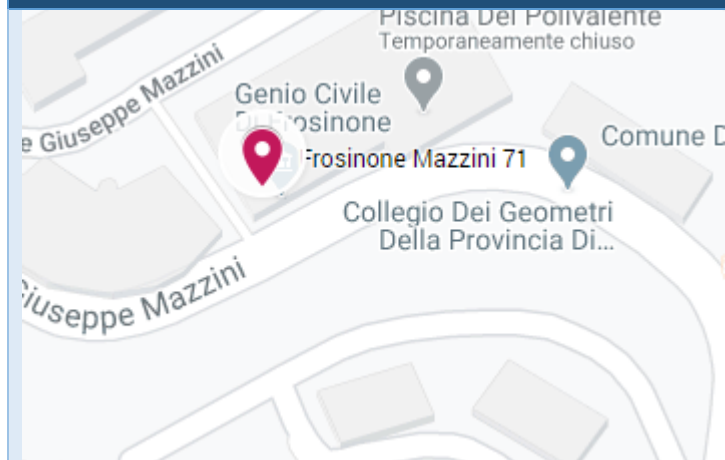 Piscina Del Polivalente
Temporaneamente chiuso
e Giuseppe Mazzini
Genio Civile
Di Frosinone
Frosinone Mazzini 71
Comune D
Collegio Dei Geometri
Della Provincia Di...
Giuseppe Mazzini